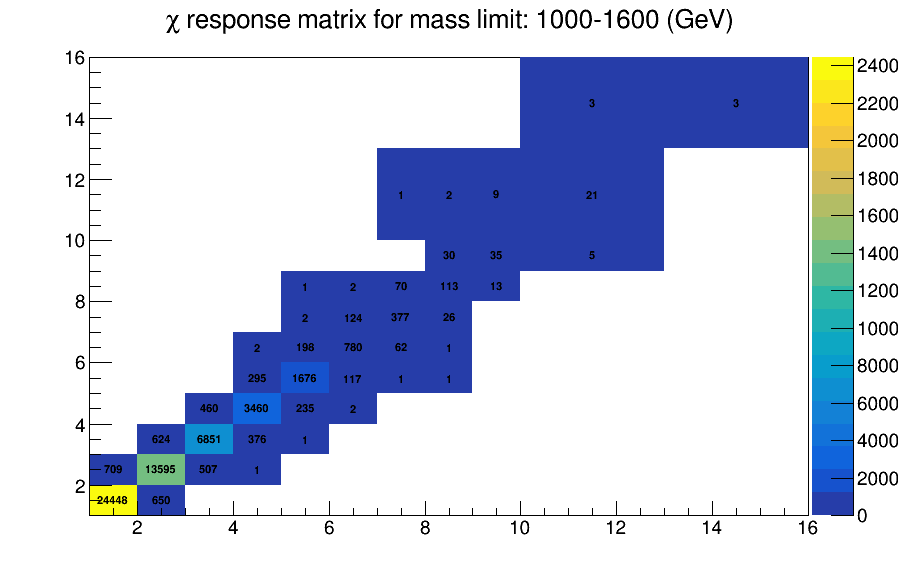 χ response matrix for mass limit: 1000-1600 (GeV)
16 2400
3 3 2200
14 2000
12 1800
1 2 9 21 1600
10 1400
30 35 5
1 2 70 113 13 1200
8 1000
2 124 377 26
2 198 780 62 1 8000
6 6000
295 1676 117 1 1
460 3460 235 2 4000
4
624 6851 376 1 2000
709 13595 507 1
2
24448 650 0
2 4 6 8 10 12 14 16